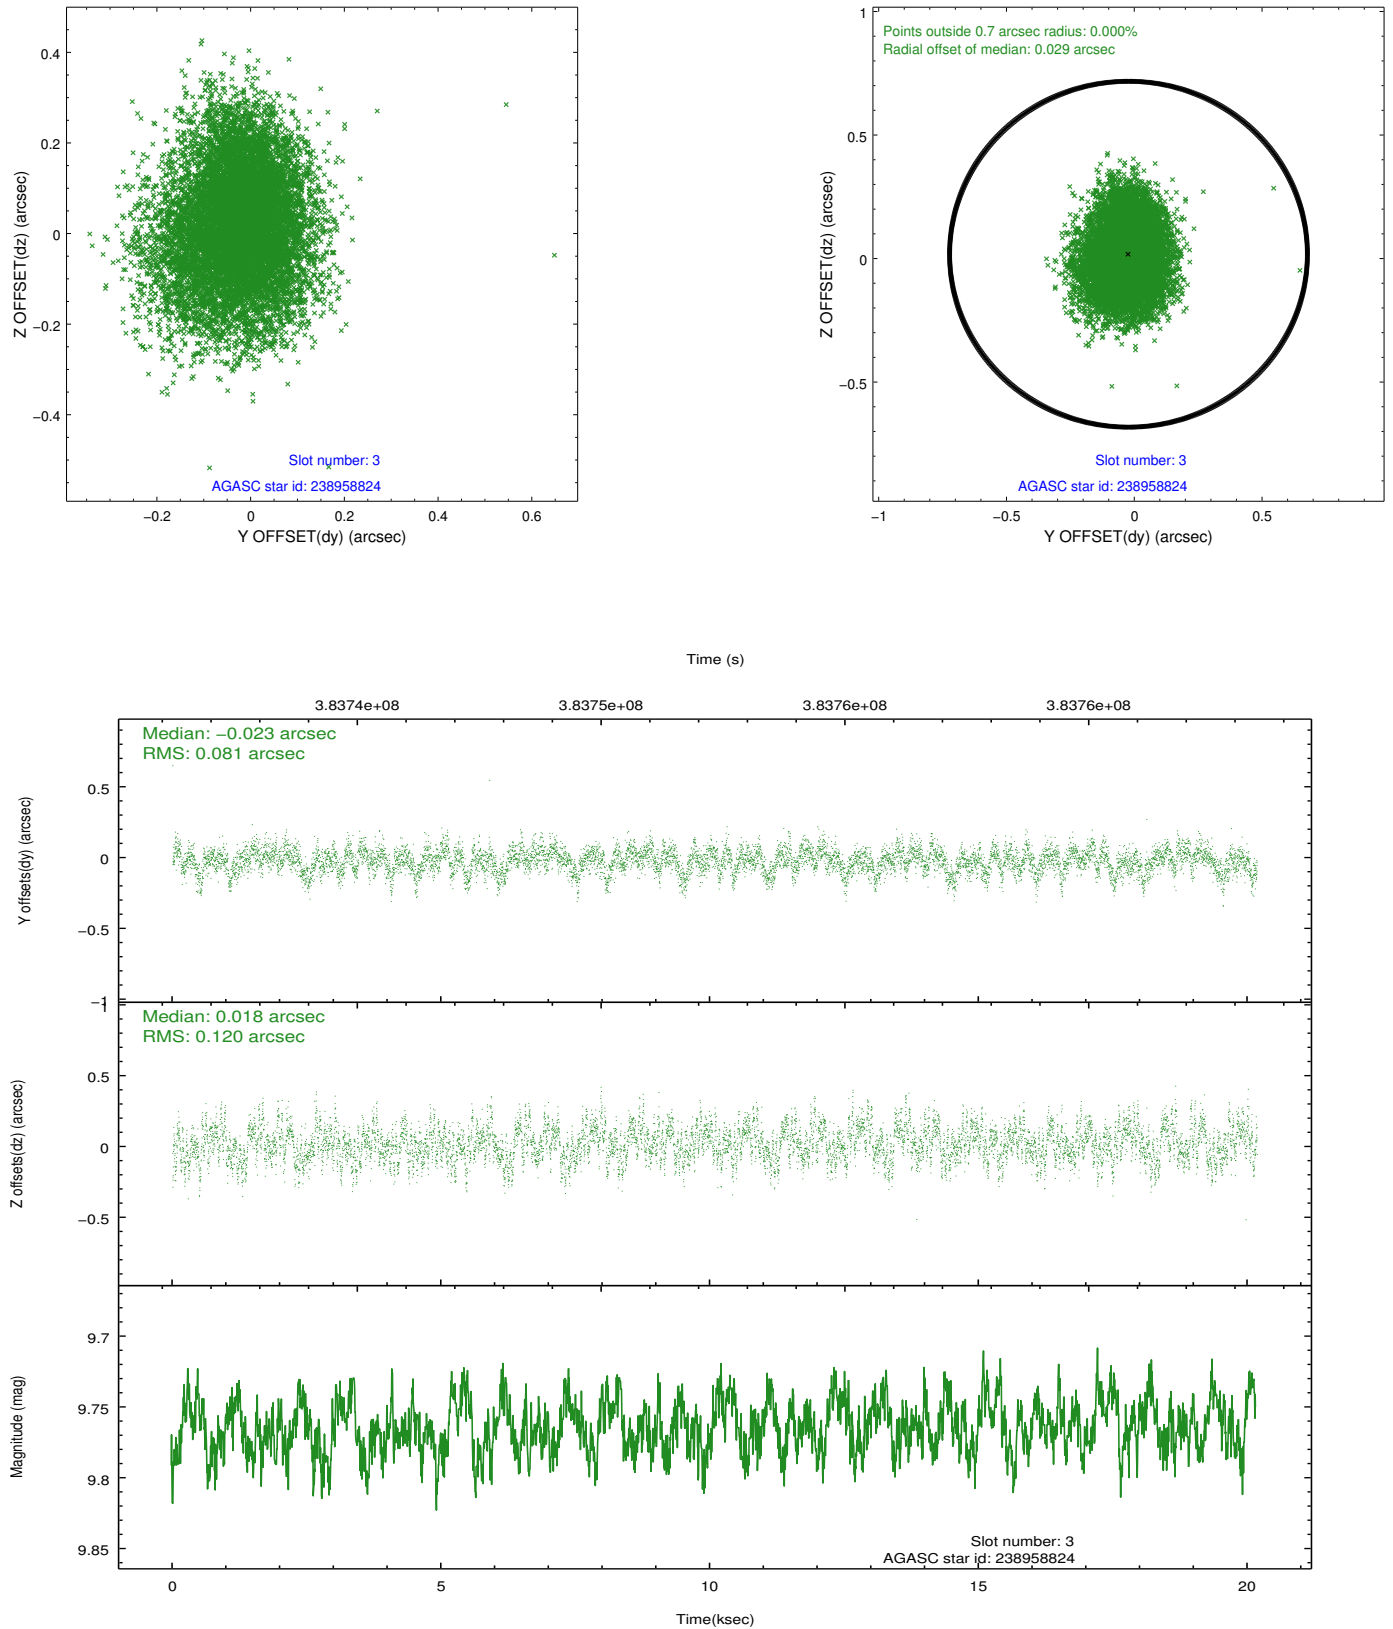 0.4
0.2
0
−0.2
−0.4
Z OFFSET(dz) (arcsec)
Slot number: 3
AGASC star id: 238958824
−0.2 0 0.2 0.4 0.6
Y OFFSET(dy) (arcsec)
1
0.5
0
−0.5
Z OFFSET(dz) (arcsec)
Points outside 0.7 arcsec radius: 0.000%
Radial offset of median: 0.029 arcsec
Slot number: 3
AGASC star id: 238958824
−1 −0.5 0 0.5
Y OFFSET(dy) (arcsec)
Time (s)
3.8374e+08 3.8375e+08 3.8376e+08 3.8376e+08
Median: −0.023 arcsec
RMS: 0.081 arcsec
0.5
0
−0.5
−1
Y offsets(dy) (arcsec)
Median: 0.018 arcsec
RMS: 0.120 arcsec
1
0.5
0
−0.5
Z offsets(dz) (arcsec)
9.7
9.75
9.8
9.85
Magnitude (mag)
Slot number: 3
AGASC star id: 238958824
0 5 10 15 20
Time(ksec)